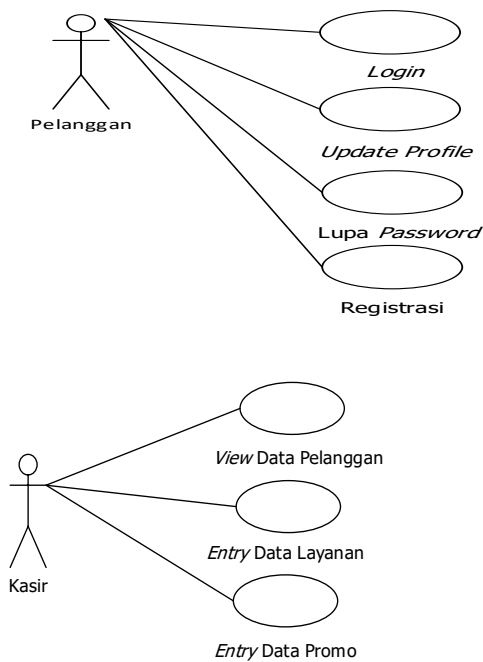 Login
Pelanggan
Update Profile
Lupa Password
Registrasi
View Data Pelanggan
Entry Data Layanan
Kasir
Entry Data Promo